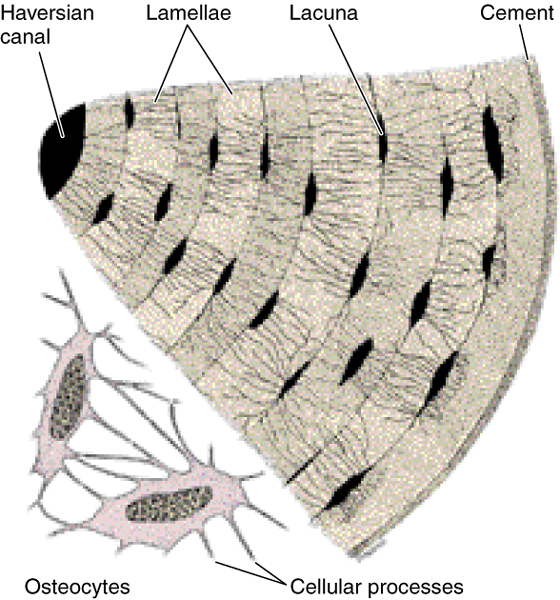 Haversian
canal
Lamellae
Lacuna
Cement
Osteocytes
Cellular processes